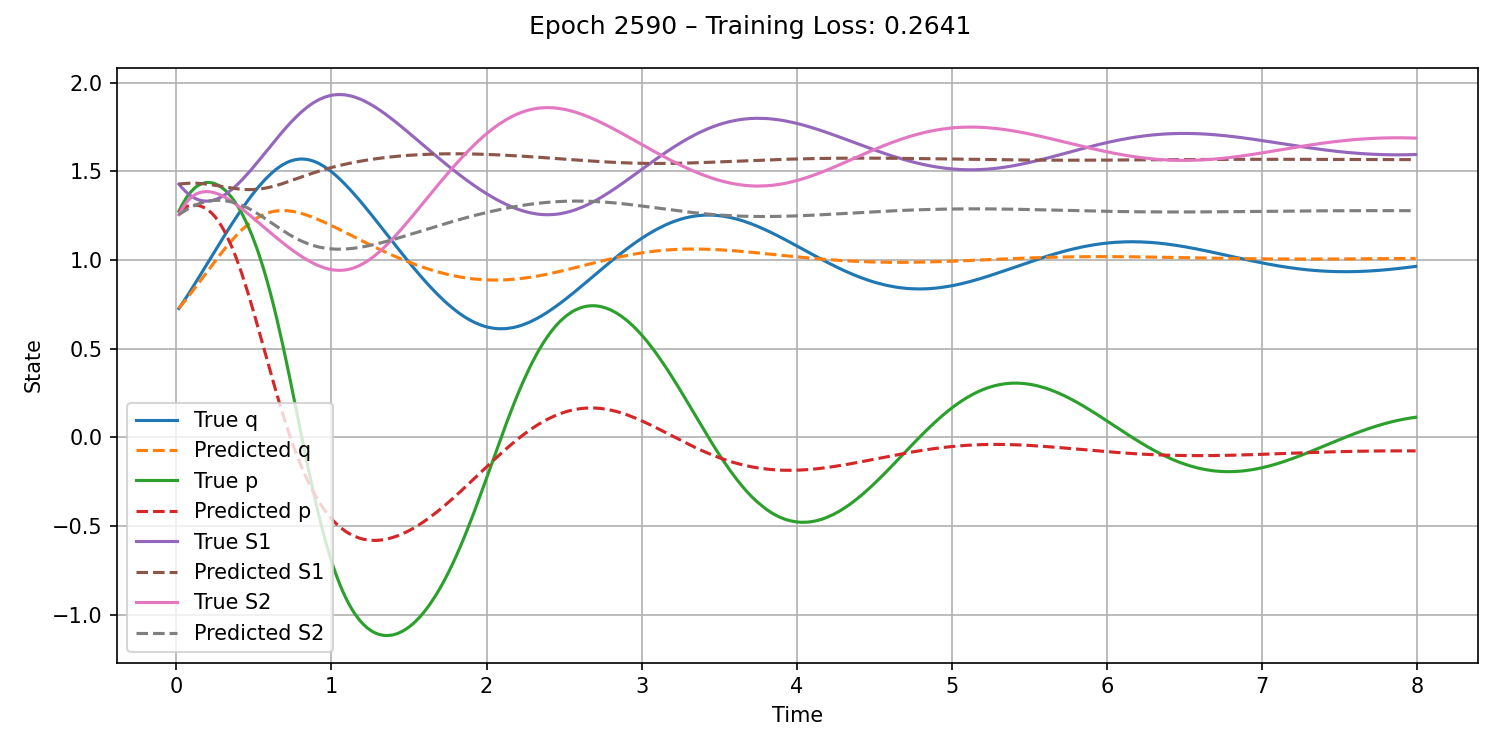 Epoch 2590 – Training Loss: 0.2641
2.0
1.5
1.0
0.5
0.0
−0.5
−1.0
State
True q
Predicted q
True p
Predicted p
True S1
Predicted S1
True S2
Predicted S2
0 1 2 3 4 5 6 7 8
Time